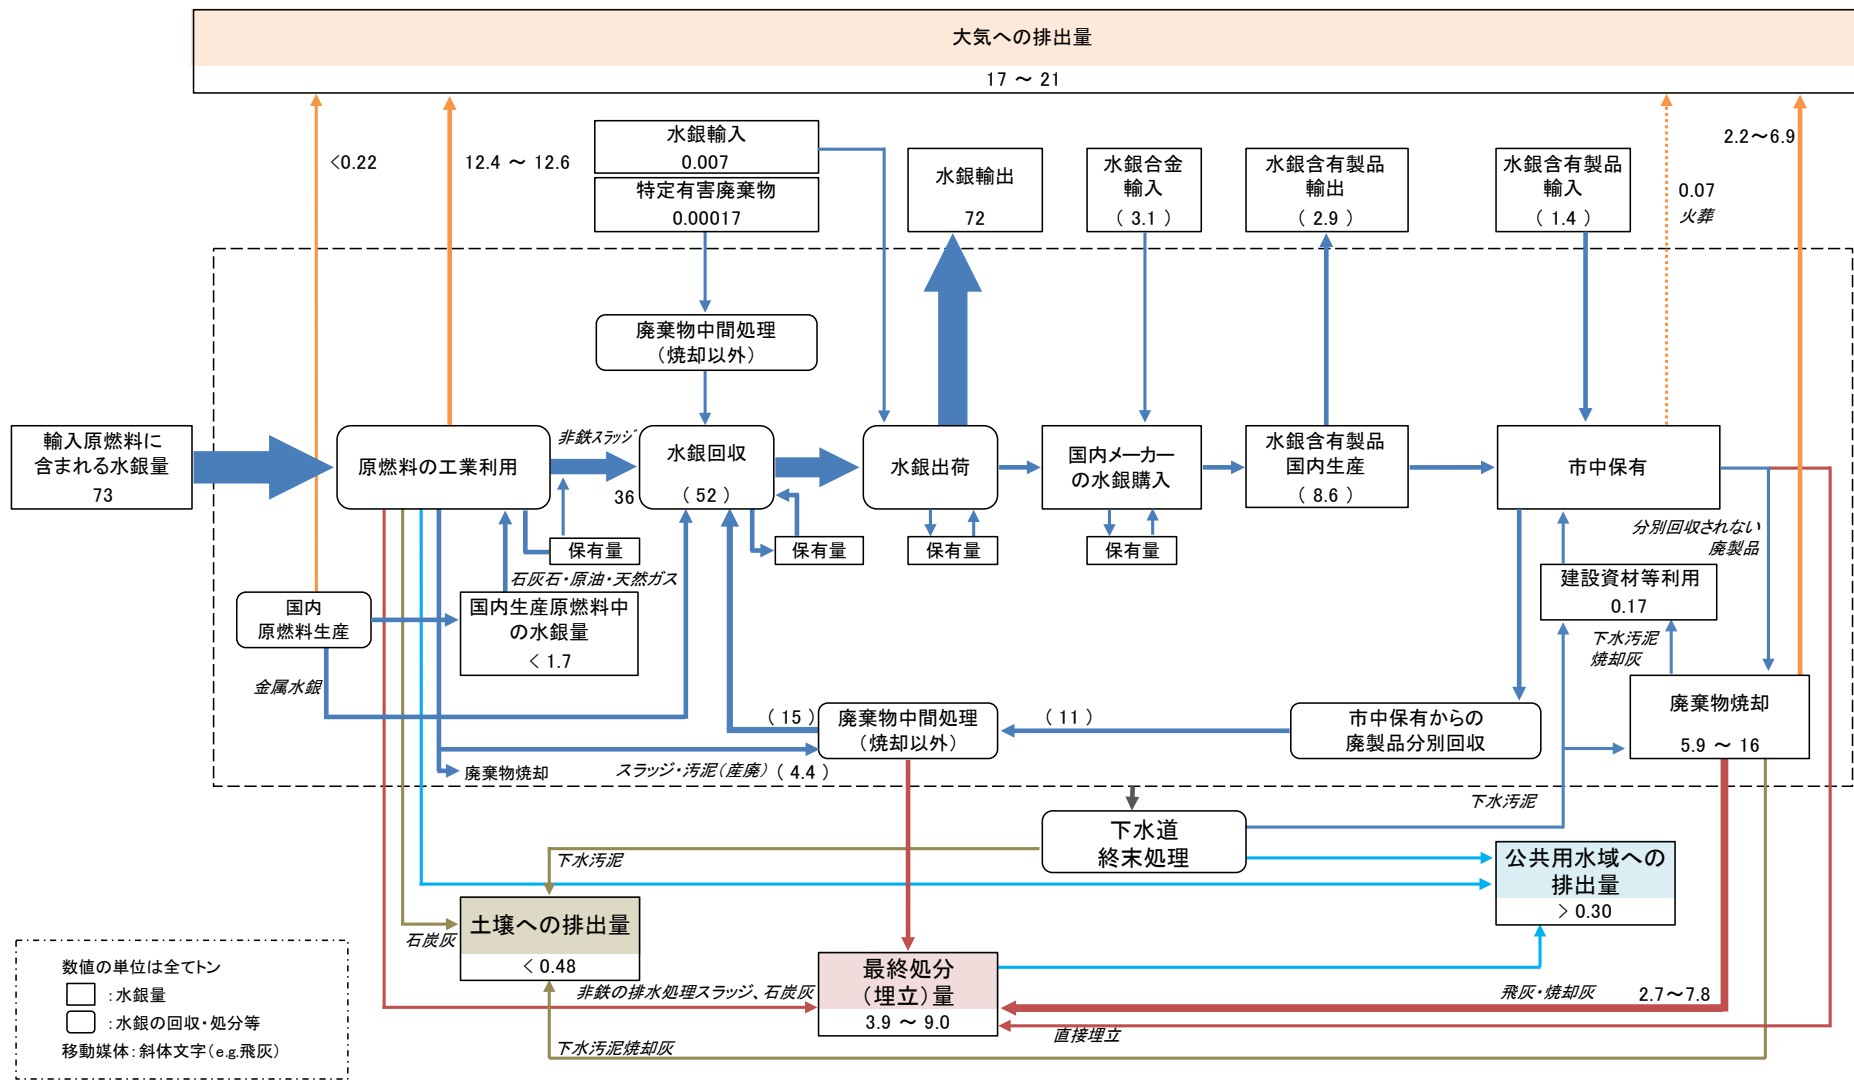 大気への排出量
17 ～ 21
<0.22
12.4 ～ 12.6
水銀輸入
0.007
特定有害廃棄物
0.00017
水銀輸出
72
水銀合金
輸入
( 3.1 )
水銀含有製品
輸出
( 2.9 )
水銀含有製品
輸入
( 1.4 )
0.07
火葬
2.2～6.9
廃棄物中間処理
(焼却以外)
輸入原燃料に
含まれる水銀量
73
原燃料の工業利用
非鉄スラッジ
36
水銀回収
( 52 )
水銀出荷
国内メーカー
の水銀購入
水銀含有製品
国内生産
( 8.6 )
市中保有
保有量
保有量
保有量
保有量
分別回収されない
廃製品
石灰石・原油・天然ガス
国内
原燃料生産
国内生産原燃料中
の水銀量
< 1.7
建設資材等利用
0.17
下水汚泥
焼却灰
金属水銀
( 15 )
廃棄物中間処理
(焼却以外)
( 11 )
市中保有からの
廃製品分別回収
廃棄物焼却
5.9 ～ 16
廃棄物焼却
スラッジ・汚泥(産廃)
( 4.4 )
下水汚泥
下水道
終末処理
下水汚泥
公共用水域への
排出量
> 0.30
土壌への排出量
< 0.48
石炭灰
最終処分
(埋立)量
3.9 ～ 9.0
非鉄の排水処理スラッジ、石炭灰
飛灰・焼却灰
2.7～7.8
直接埋立
下水汚泥焼却灰
数値の単位は全てトン
:水銀量
:水銀の回収・処分等
移動媒体:斜体文字(e.g.飛灰)